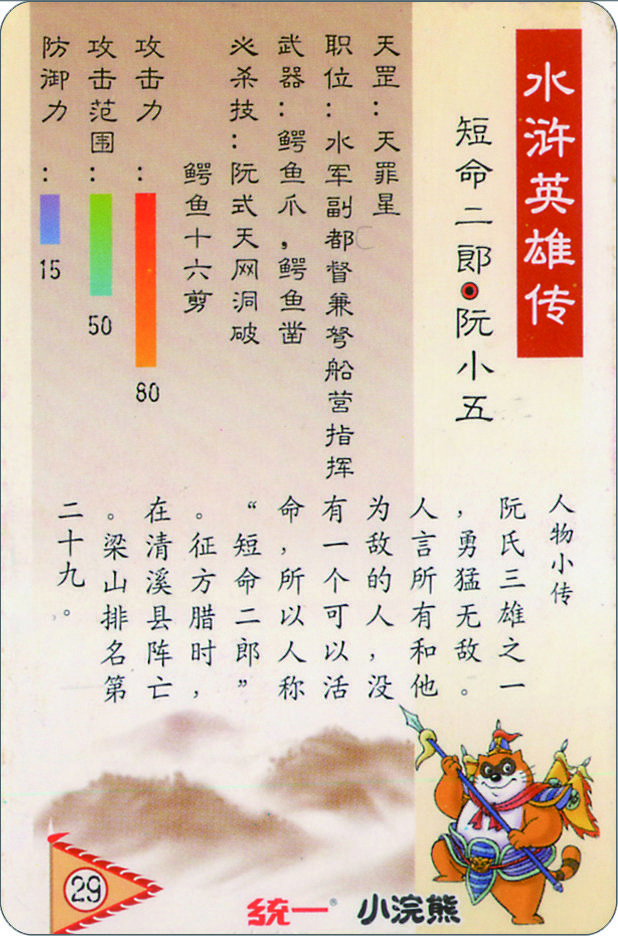 水浒英雄传
短命二郎·阮小五
天罡：天罪星
职位：水军副都督兼弩船营指挥
武器：鳄鱼爪，鳄鱼凿
必杀技：阮式天网洞破
鳄鱼十六剪
攻击力：
80
攻击范围：
50
防御力：
15
人物小传
阮氏三雄之一
，勇猛无敌。
人言所有和他
为敌的人，没
有一个可以活
命，所以人称
“短命二郎”
。征方腊时，
在清溪县阵亡
。梁山排名第
二十九。
29
统一®
小浣熊